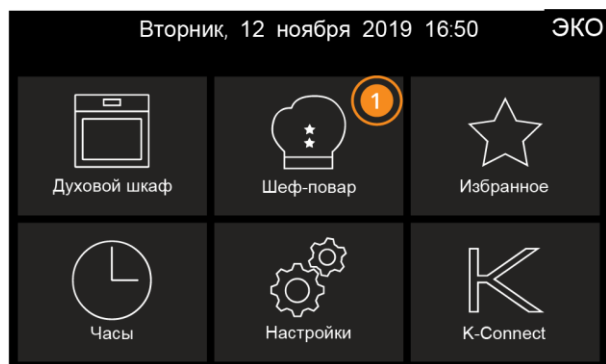 Вторник, 12 ноября 2019 16:50 ЭКО
1
Духовой шкаф Шеф-повар Избранное
Часы Настройки K-Connect